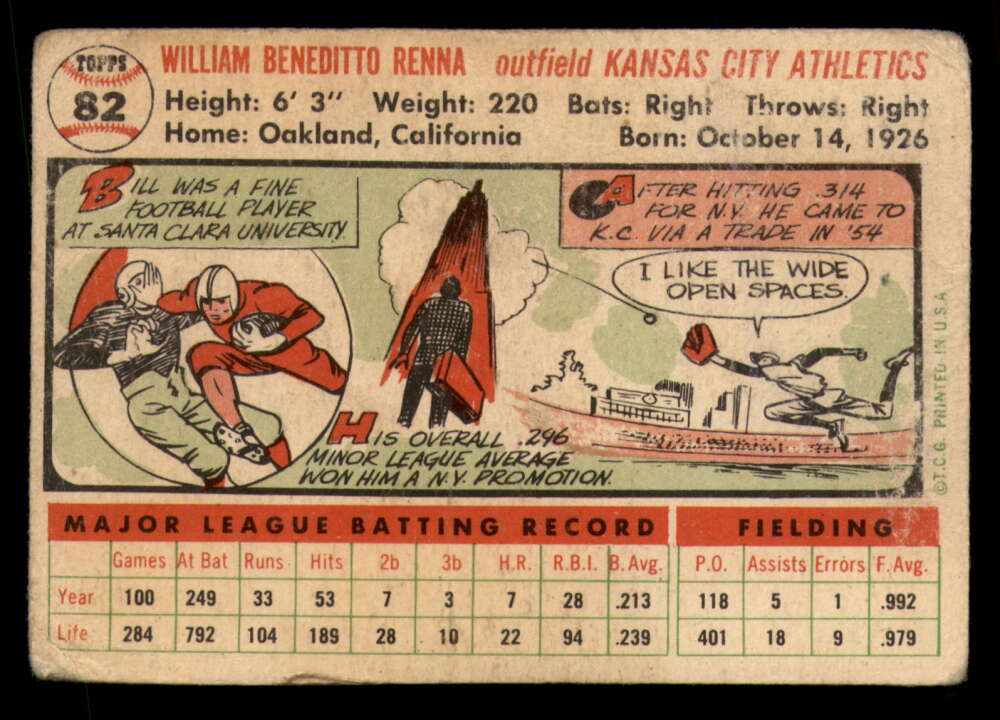 TOPPS
82
WILLIAM BENEDITTO RENNA outfield KANSAS CITY ATHLETICS
Height: 6' 3" Weight: 220 Bats: Right Throws: Right
Home: Oakland, California Born: October 14, 1926
BILL WAS A FINE
FOOTBALL PLAYER
AT SANTA CLARA UNIVERSITY.
AFTER HITTING .314
FOR N.Y. HE CAME TO
K.C. VIA A TRADE IN '54
I LIKE THE WIDE
OPEN SPACES.
HIS OVERALL .296
MINOR LEAGUE AVERAGE
WON HIM A N.Y. PROMOTION.
©T.C.G. PRINTED IN U.S.A
MAJOR LEAGUE BATTING RECORD FIELDING
Games At Bat Runs Hits 2b 3b H.R. R.B.I. B. Avg. P.O. Assists Errors F. Avg.
Year 100 249 33 53 7 3 7 28 .213 118 5 1 .992
Life 284 792 104 189 28 10 22 94 .239 401 18 9 .979